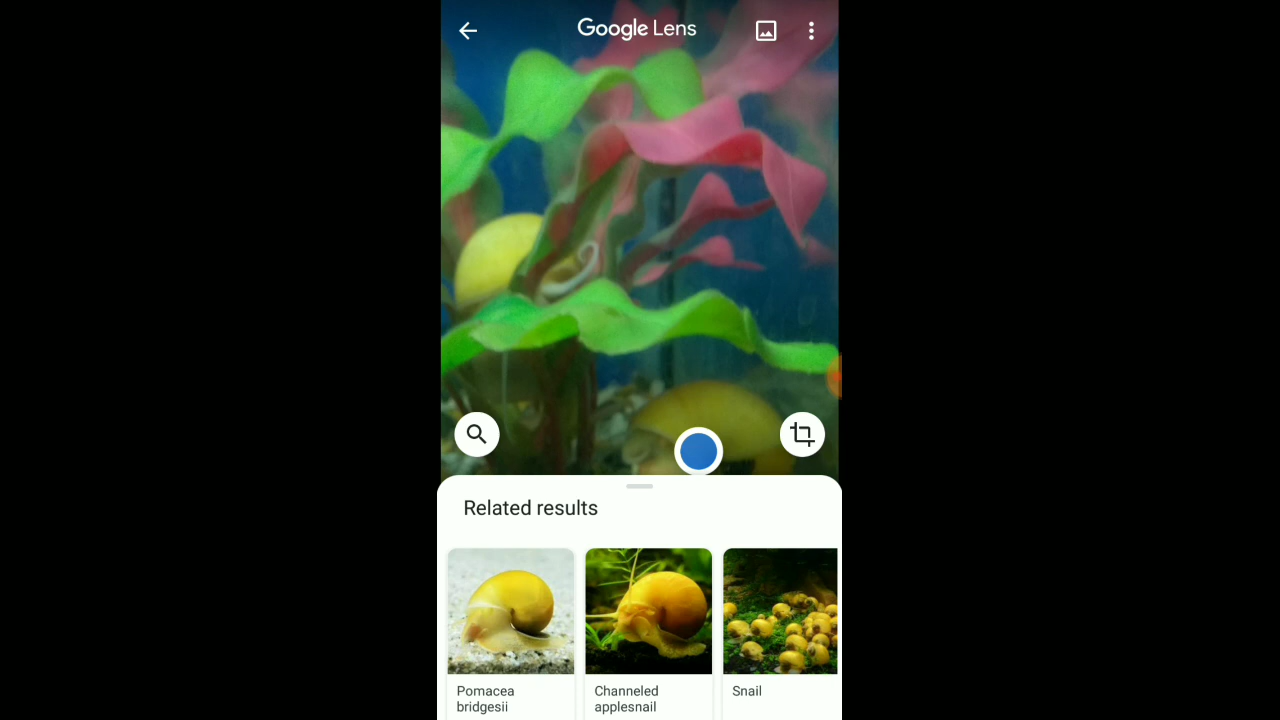 Google Lens
Related results
Pomacea
bridgesii
Channeled
applesnail
Snail